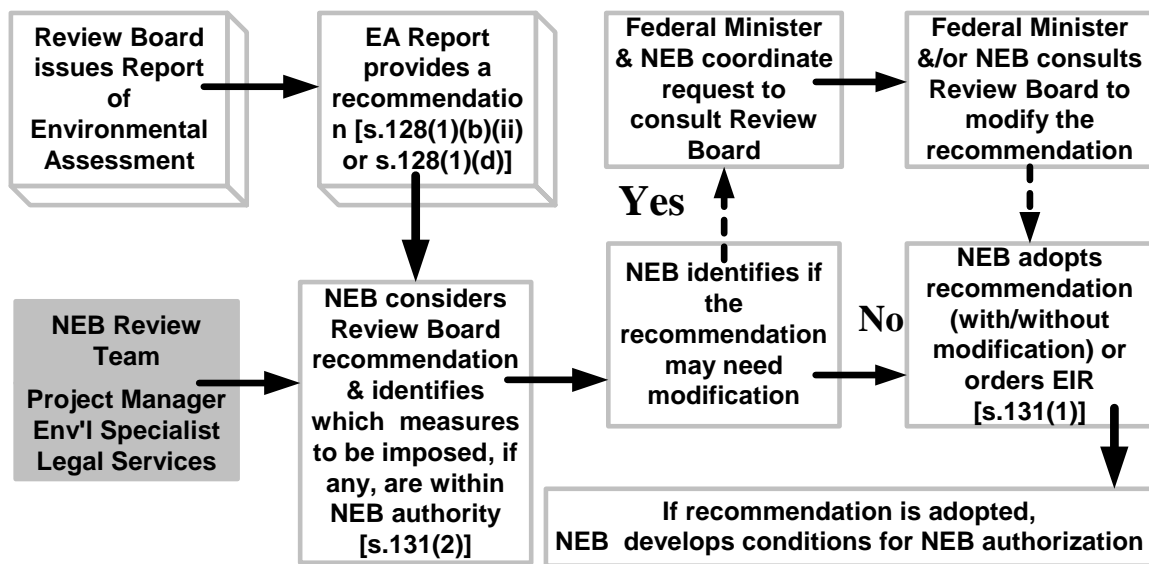 Review Board
issues Report
of
Environmental
Assessment
EA Report
provides a
recommendatio
n [s.128(1)(b)(ii)
or s.128(1)(d)]
Federal Minister
& NEB coordinate
request to
consult Review
Board
Federal Minister
&/or NEB consults
Review Board to
modify the
recommendation
Yes
NEB Review
Team
Project Manager
Env'l Specialist
Legal Services
NEB considers
Review Board
recommendation
& identifies
which measures
to be imposed, if
any, are within
NEB authority
[s.131(2)]
NEB identifies if
the
recommendation
may need
modification
No
NEB adopts
recommendation
(with/without
modification) or
orders EIR
[s.131(1)]
If recommendation is adopted,
NEB develops conditions for NEB authorization